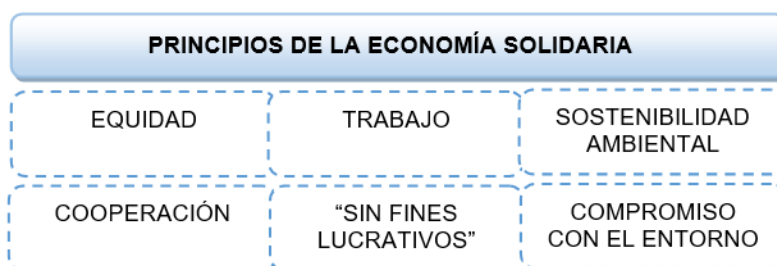 PRINCIPIOS DE LA ECONOMÍA SOLIDARIA
EQUIDAD
TRABAJO
SOSTENIBILIDAD
AMBIENTAL
COOPERACIÓN
“SIN FINES
LUCRATIVOS”
COMPROMISO
CON EL ENTORNO